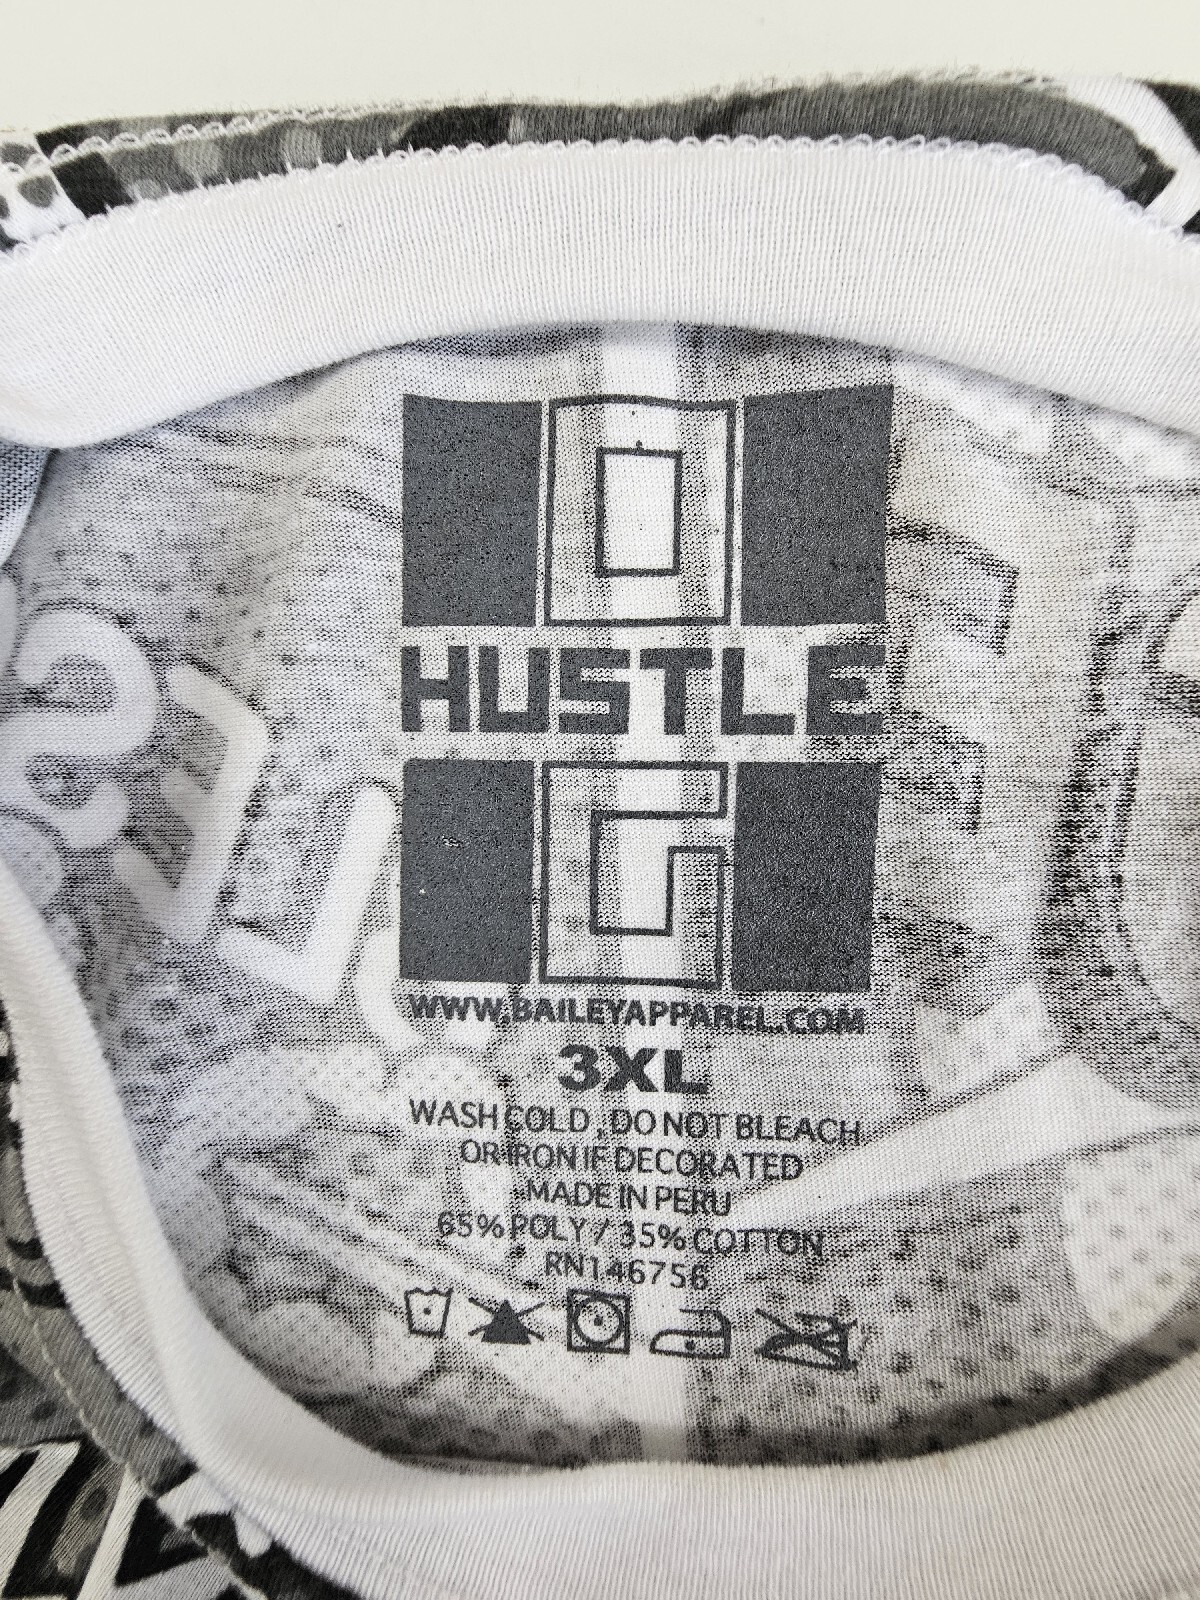 O
HUSTLE
G
WWW.BAILEYAPPAREL.COM
3XL
WASH COLD, DO NOT BLEACH
OR IRON IF DECORATED
MADE IN PERU
65% POLY / 35% COTTON
RN146756